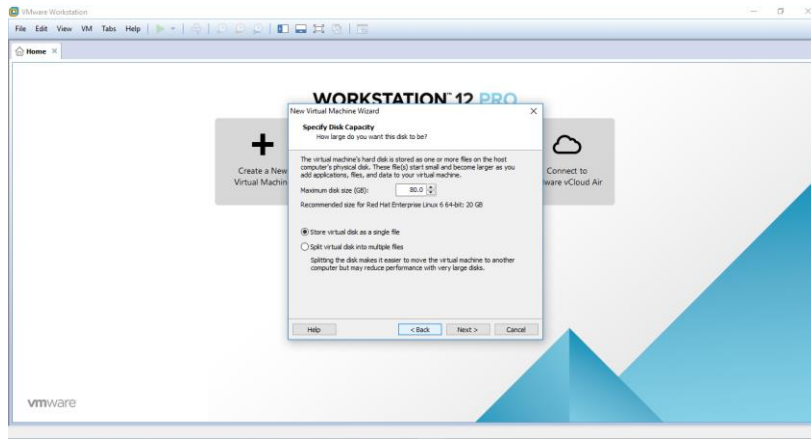 VMware Workstation
File Edit View VM Tabs Help
Home
WORKSTATION™ 12 PRO
New Virtual Machine Wizard
Specify Disk Capacity
How large do you want this disk to be?
The virtual machine's hard disk is stored as one or more files on the host
computer's physical disk. These file(s) start small and become larger as you
add applications, files, and data to your virtual machine.
Maximum disk size (GB): 80.0
Recommended size for Red Hat Enterprise Linux 6 64-bit: 20 GB
Store virtual disk as a single file
Split virtual disk into multiple files
Splitting the disk makes it easier to move the virtual machine to another
computer but may reduce performance with very large disks.
Help < Back Next > Cancel
Create a New
Virtual Machin
Connect to
ware vCloud Air
vmware